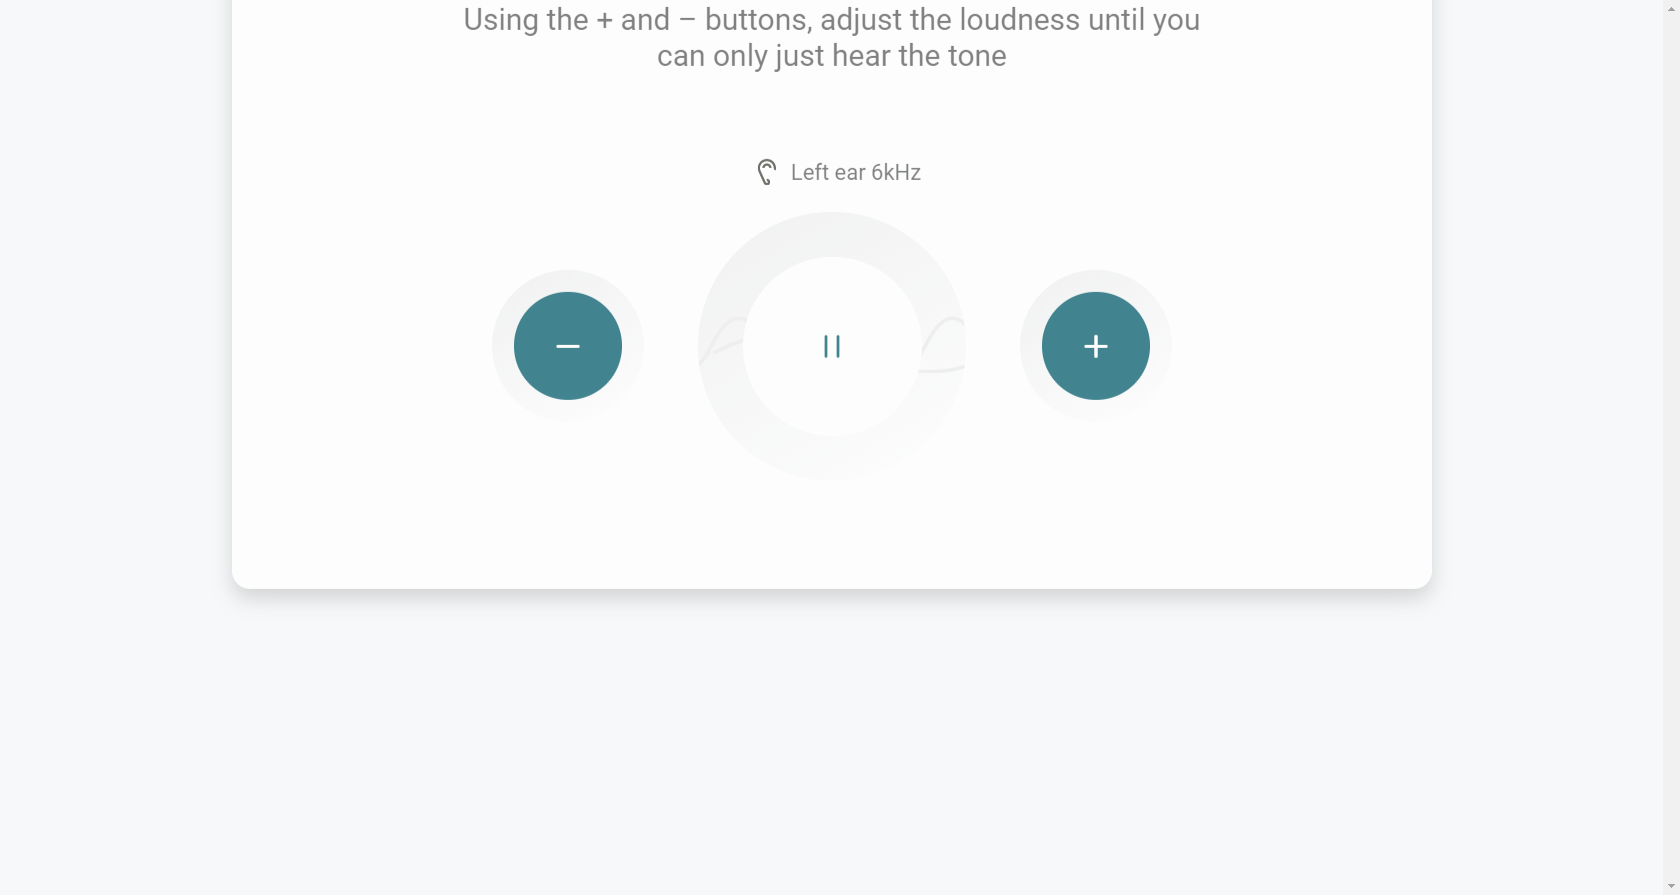 Using the + and – buttons, adjust the loudness until you
can only just hear the tone
Left ear 6kHz